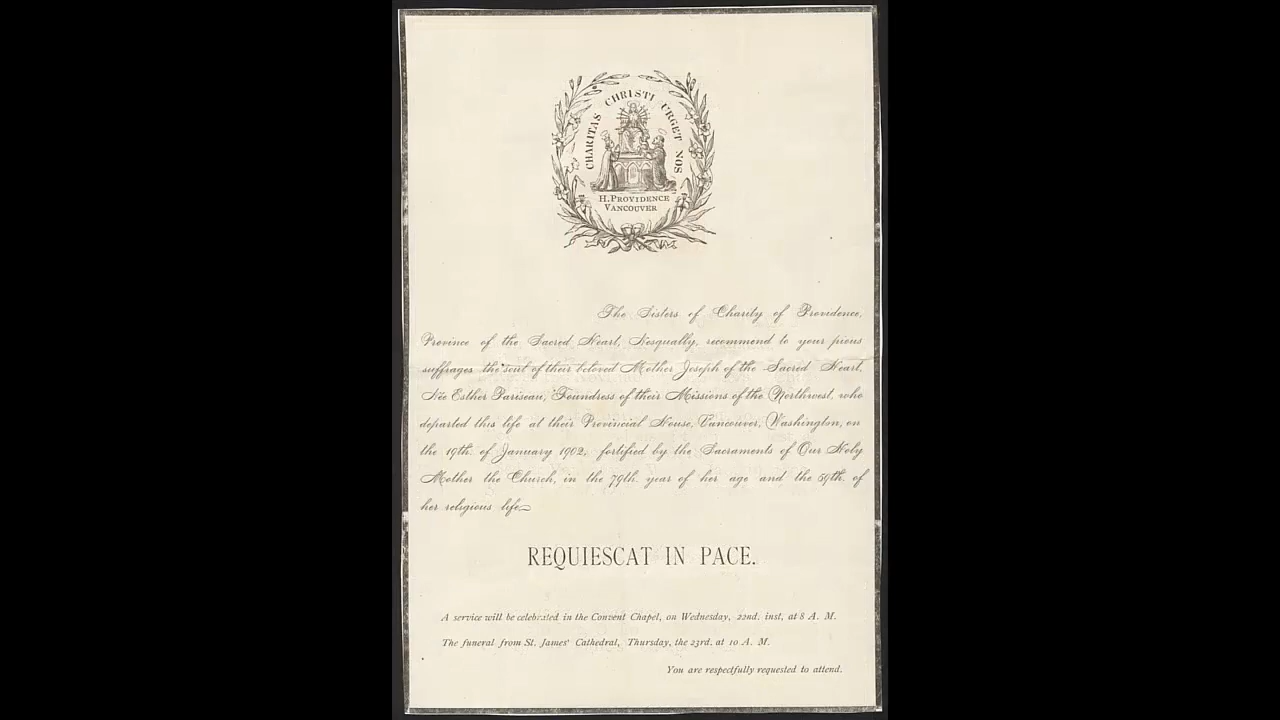 CHARITAS CHRISTI URGET NOS
H. PROVIDENCE
VANCOUVER
The Sisters of Charity of Providence,
Province of the Sacred Heart, Nesqually, recommend to your pious
suffrages the soul of their beloved Mother Joseph of the Sacred Heart,
Née Esther Pariseau, Foundress of their Missions of the Northwest, who
departed this life at their Provincial House, Vancouver, Washington, on
the 19th. of January 1902, fortified by the Sacraments of Our Holy
Mother the Church, in the 79th. year of her age and the 59th. of
her religious life.
REQUIESCAT IN PACE.
A service will be celebrated in the Convent Chapel, on Wednesday, 22nd. inst, at 8 A. M.
The funeral from St. James' Cathedral, Thursday, the 23rd. at 10 A. M.
You are respectfully requested to attend.